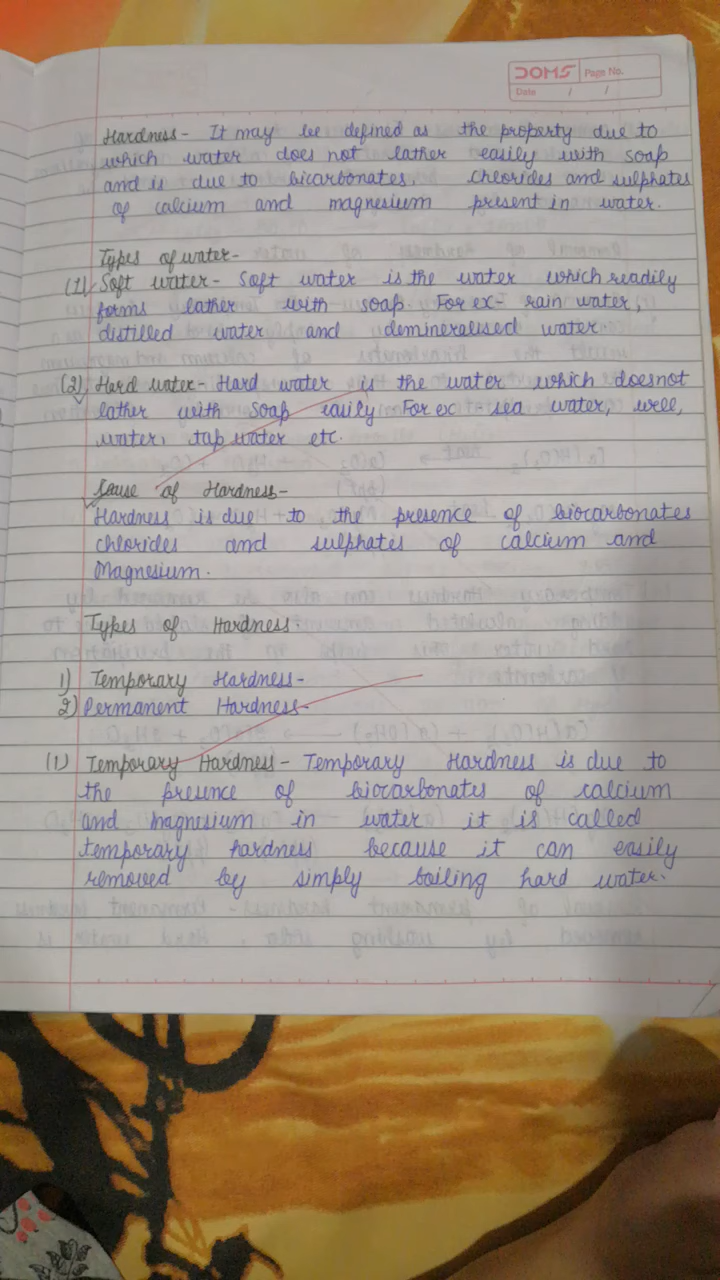 DOMS Page No.
Date / /
Hardness - It may be defined as the property due to
which water does not lather easily with soap
and is due to bicarbonates, chlorides and sulphates
of calcium and magnesium present in water.
Types of water-
(1) Soft water - Soft water is the water which readily
forms lather with soap. For ex- rain water,
distilled water and demineralised water
(2) Hard water - Hard water is the water which doesnot
lather with soap easily For ex - sea water, well,
water, tap water etc.
Cause of Hardness-
Hardness is due to the presence of biocarbonates
chlorides and sulphates of calcium and
Magnesium.
Types of Hardness.
1) Temporary Hardness-
2) Permanent Hardness-
(1) Temporary Hardness - Temporary Hardness is due to
the presence of biocarbonates of calcium
and magnesium in water it is called
temporary hardness because it can easily
removed by simply boiling hard water.